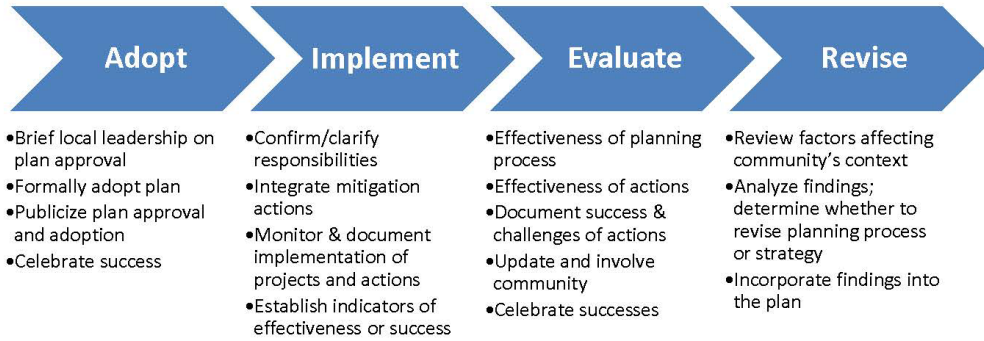 Adopt
•Brief local leadership on
plan approval
•Formally adopt plan
•Publicize plan approval
and adoption
•Celebrate success
Implement
•Confirm/clarify
responsibilities
•Integrate mitigation
actions
•Monitor & document
implementation of
projects and actions
•Establish indicators of
effectiveness or success
Evaluate
•Effectiveness of planning
process
•Effectiveness of actions
•Document success &
challenges of actions
•Update and involve
community
•Celebrate successes
Revise
•Review factors affecting
community's context
•Analyze findings;
determine whether to
revise planning process
or strategy
•Incorporate findings into
the plan